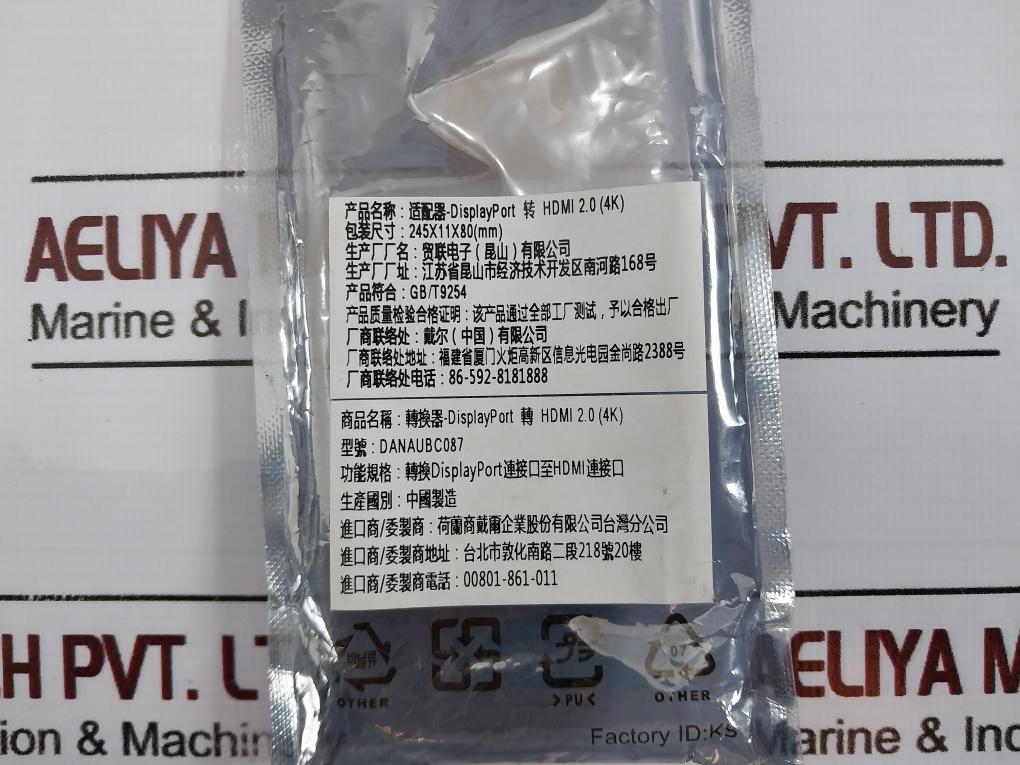 AELIYA
VT. LTD.
Marine & I
Machinery
产品名称：适配器-DisplayPort 转 HDMI 2.0 (4K)
包装尺寸：245X11X80(mm)
生产厂厂名：贸联电子（昆山）有限公司
生产厂厂址：江苏省昆山市经济技术开发区南河路168号
产品符合：GB/T9254
产品质量检验合格证明：该产品通过全部工厂测试，予以合格出厂
厂商联络处：戴尔（中国）有限公司
厂商联络处地址：福建省厦门火炬高新区信息光电园金尚路2388号
厂商联络处电话：86-592-8181888
商品名稱：轉換器-DisplayPort 轉 HDMI 2.0 (4K)
型號：DANAUBC087
功能規格：轉換DisplayPort連接口至HDMI連接口
生產國別：中國製造
進口商/委製商：荷蘭商戴爾企業股份有限公司台灣分公司
進口商/委製商地址：台北市敦化南路二段218號20樓
進口商/委製商電話：00801-861-011
비닐류 プラ 07
OTHER >PU< OTHER
Factory ID:K5
H PVT. LT
AELIYA M
ion & Machin
arine & Ind